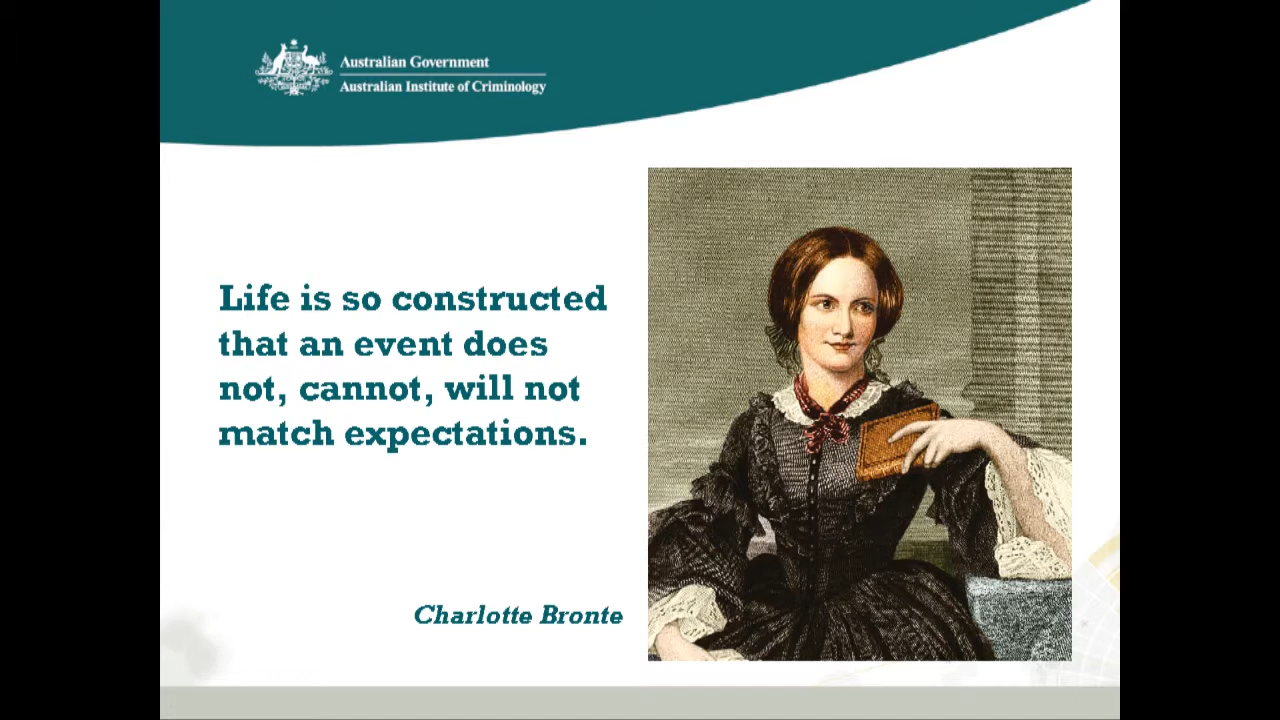 Australian Government
Australian Institute of Criminology
Life is so constructed
that an event does
not, cannot, will not
match expectations.
Charlotte Bronte